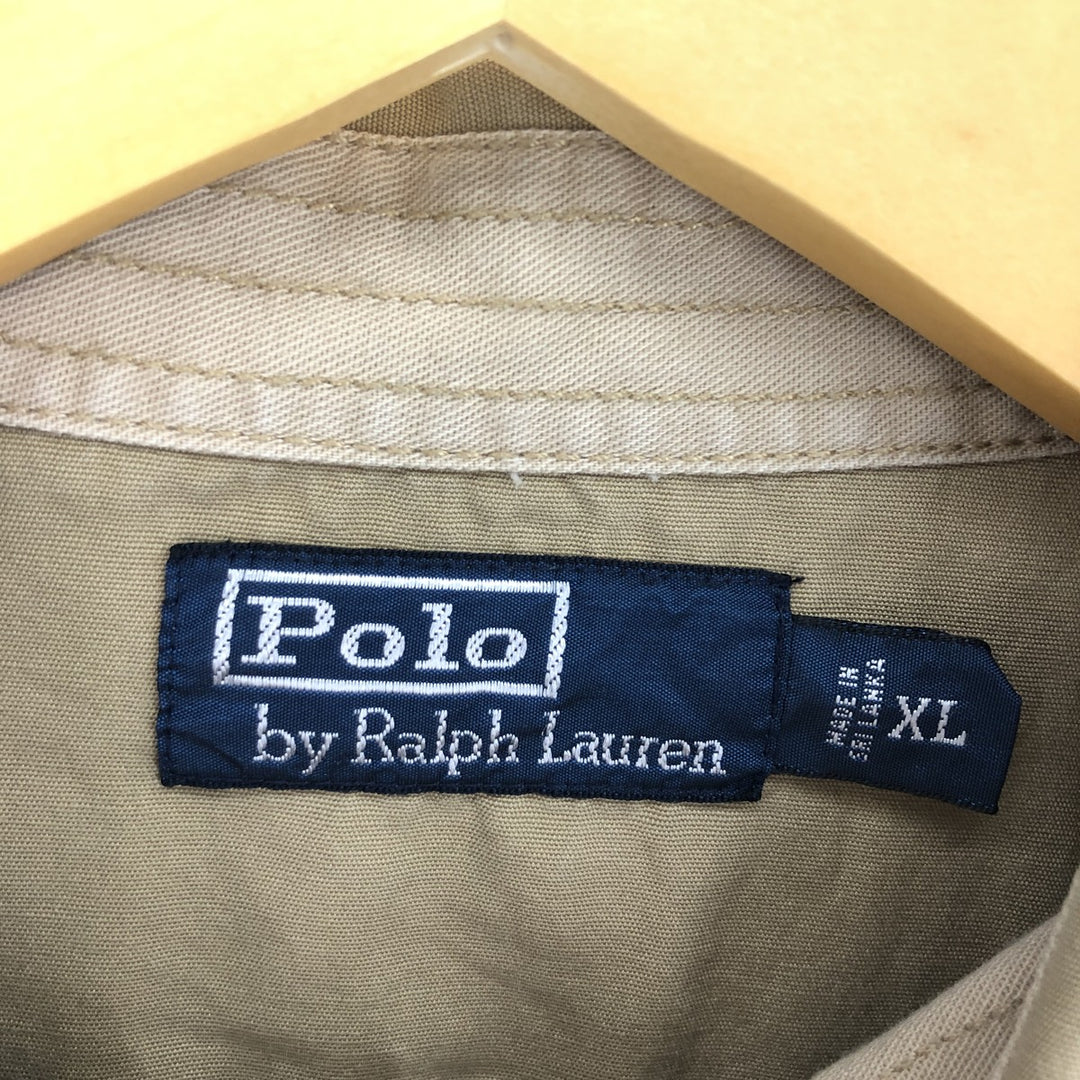 Polo
by Ralph Lauren
MADE IN
SRI LANKA
XL